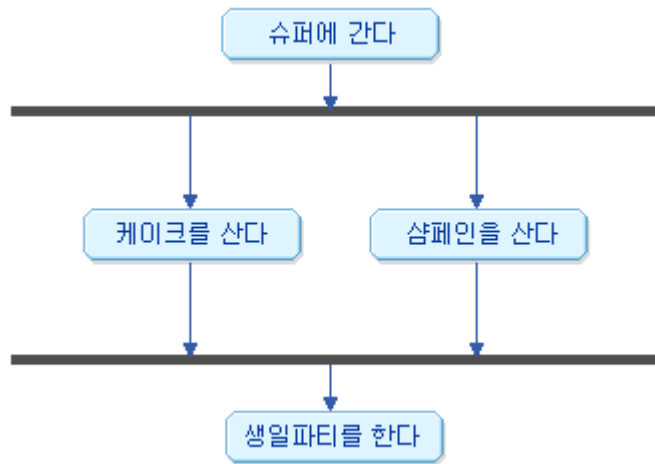 슈퍼에 간다
케이크를 산다
샴페인을 산다
생일파티를 한다